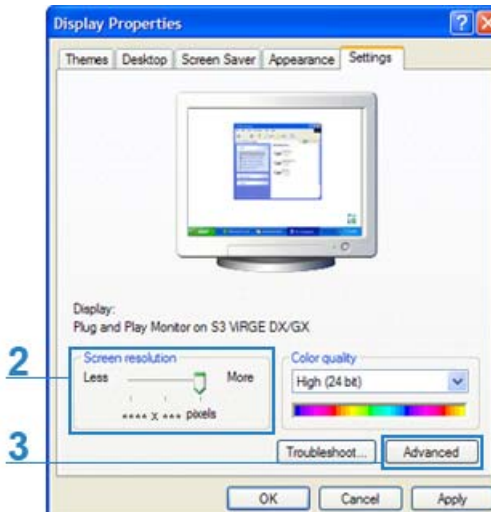 Display Properties
Themes Desktop Screen Saver Appearance Settings
Display:
Plug and Play Monitor on S3 VIRGE DX/GX
2
Screen resolution
Less More
**** X *** pixels
Color quality
High (24 bit)
3
Troubleshoot... Advanced
OK Cancel Apply